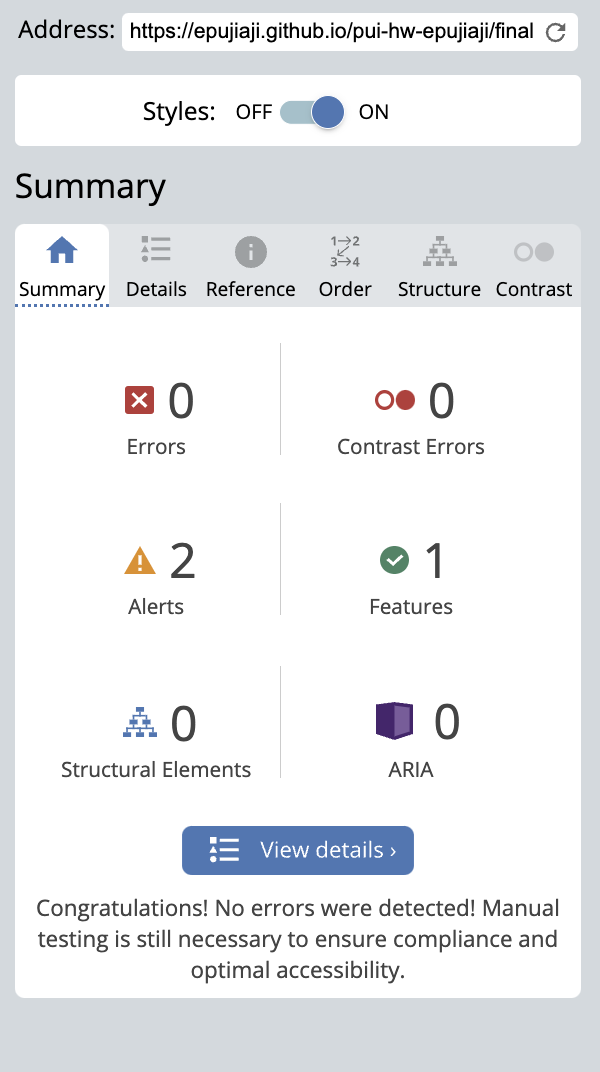 Address: https://epujiaji.github.io/pui-hw-epujiaji/final
Styles: OFF ON
Summary
1 2
3 4
Summary Details Reference Order Structure Contrast
0 0
Errors Contrast Errors
2 1
Alerts Features
0 0
Structural Elements ARIA
View details ›
Congratulations! No errors were detected! Manual
testing is still necessary to ensure compliance and
optimal accessibility.